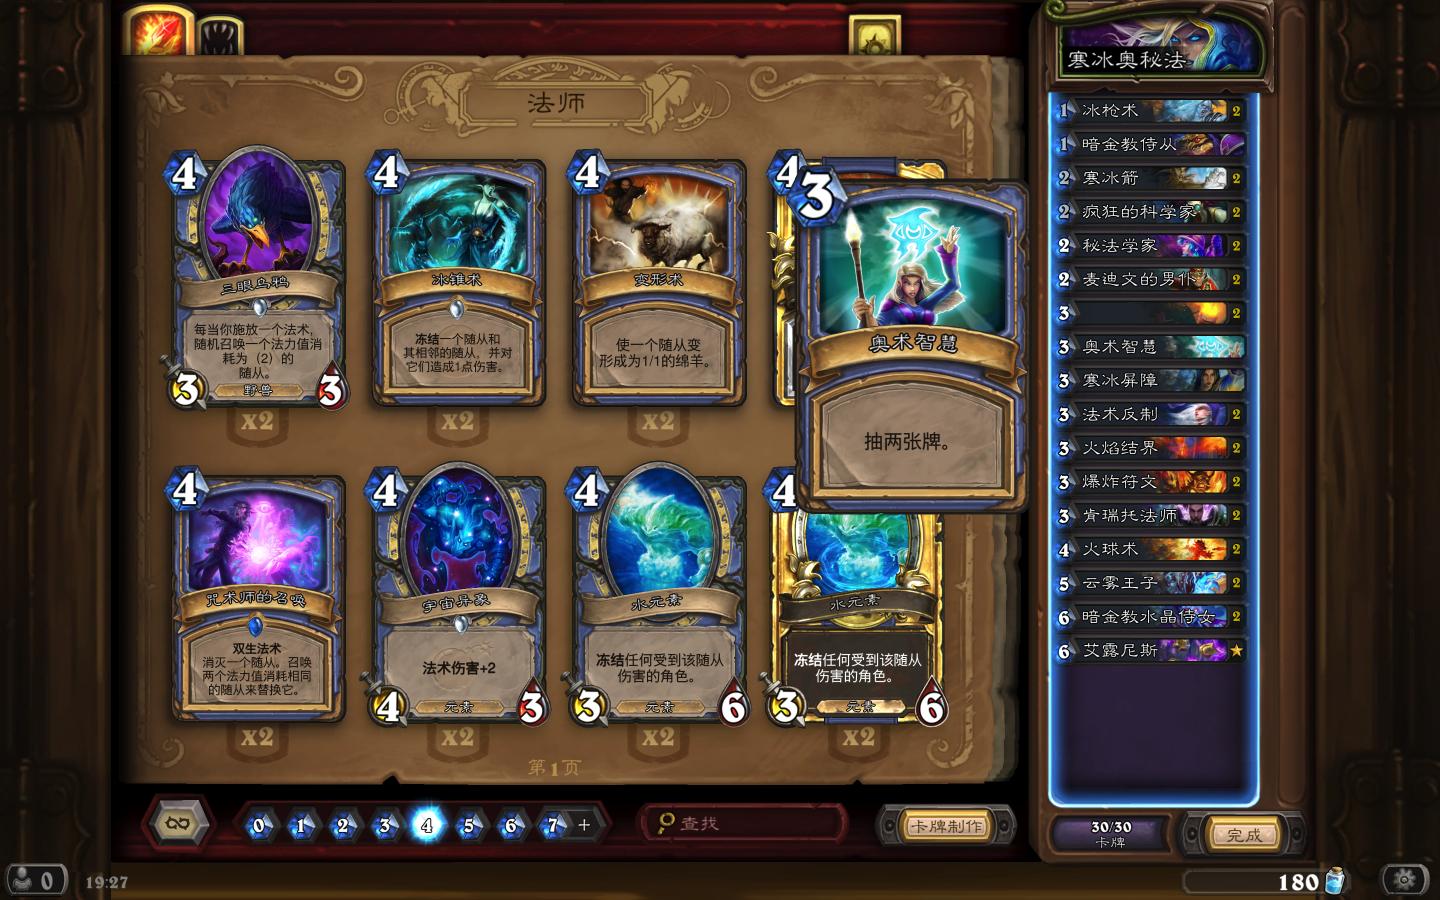 法师
4
三眼乌鸦
每当你施放一个法术，
随机召唤一个法力值消
耗为（2）的
随从。
3
野兽
3
x2
4
冰锥术
冻结一个随从和
其相邻的随从，并对
它们造成1点伤害。
x2
4
变形术
使一个随从变
形成为1/1的绵羊。
x2
4
3
奥术智慧
抽两张牌。
4
咒术师的召唤
双生法术
消灭一个随从。召唤
两个法力值消耗相同
的随从来替换它。
x2
4
宇宙异象
法术伤害+2
4
元素
3
x2
4
水元素
冻结任何受到该随从
伤害的角色。
3
元素
6
x2
4
水元素
冻结任何受到该随从
伤害的角色。
3
元素
6
x2
第1页
0
1
2
3
4
5
6
7
+
查找
卡牌制作
寒冰奥秘法
1 冰枪术 2
1 暗金教侍从
2 寒冰箭 2
2 疯狂的科学家 2
2 秘法学家 2
2 麦迪文的男仆 2
3 2
3 奥术智慧 2
3 寒冰屏障 2
3 法术反制 2
3 火焰结界 2
3 爆炸符文 2
3 肯瑞托法师 2
4 火球术 2
5 云雾王子 2
6 暗金教水晶侍女 2
6 艾露尼斯
30/30
卡牌
完成
0
19:27
180